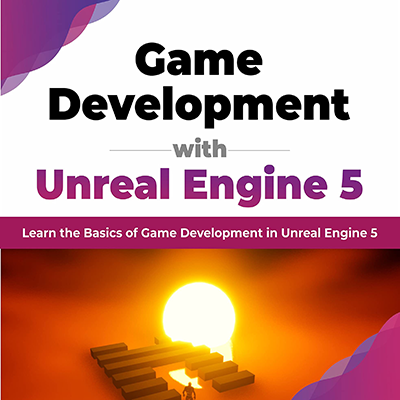 Game
Development
with
Unreal Engine 5
Learn the Basics of Game Development in Unreal Engine 5